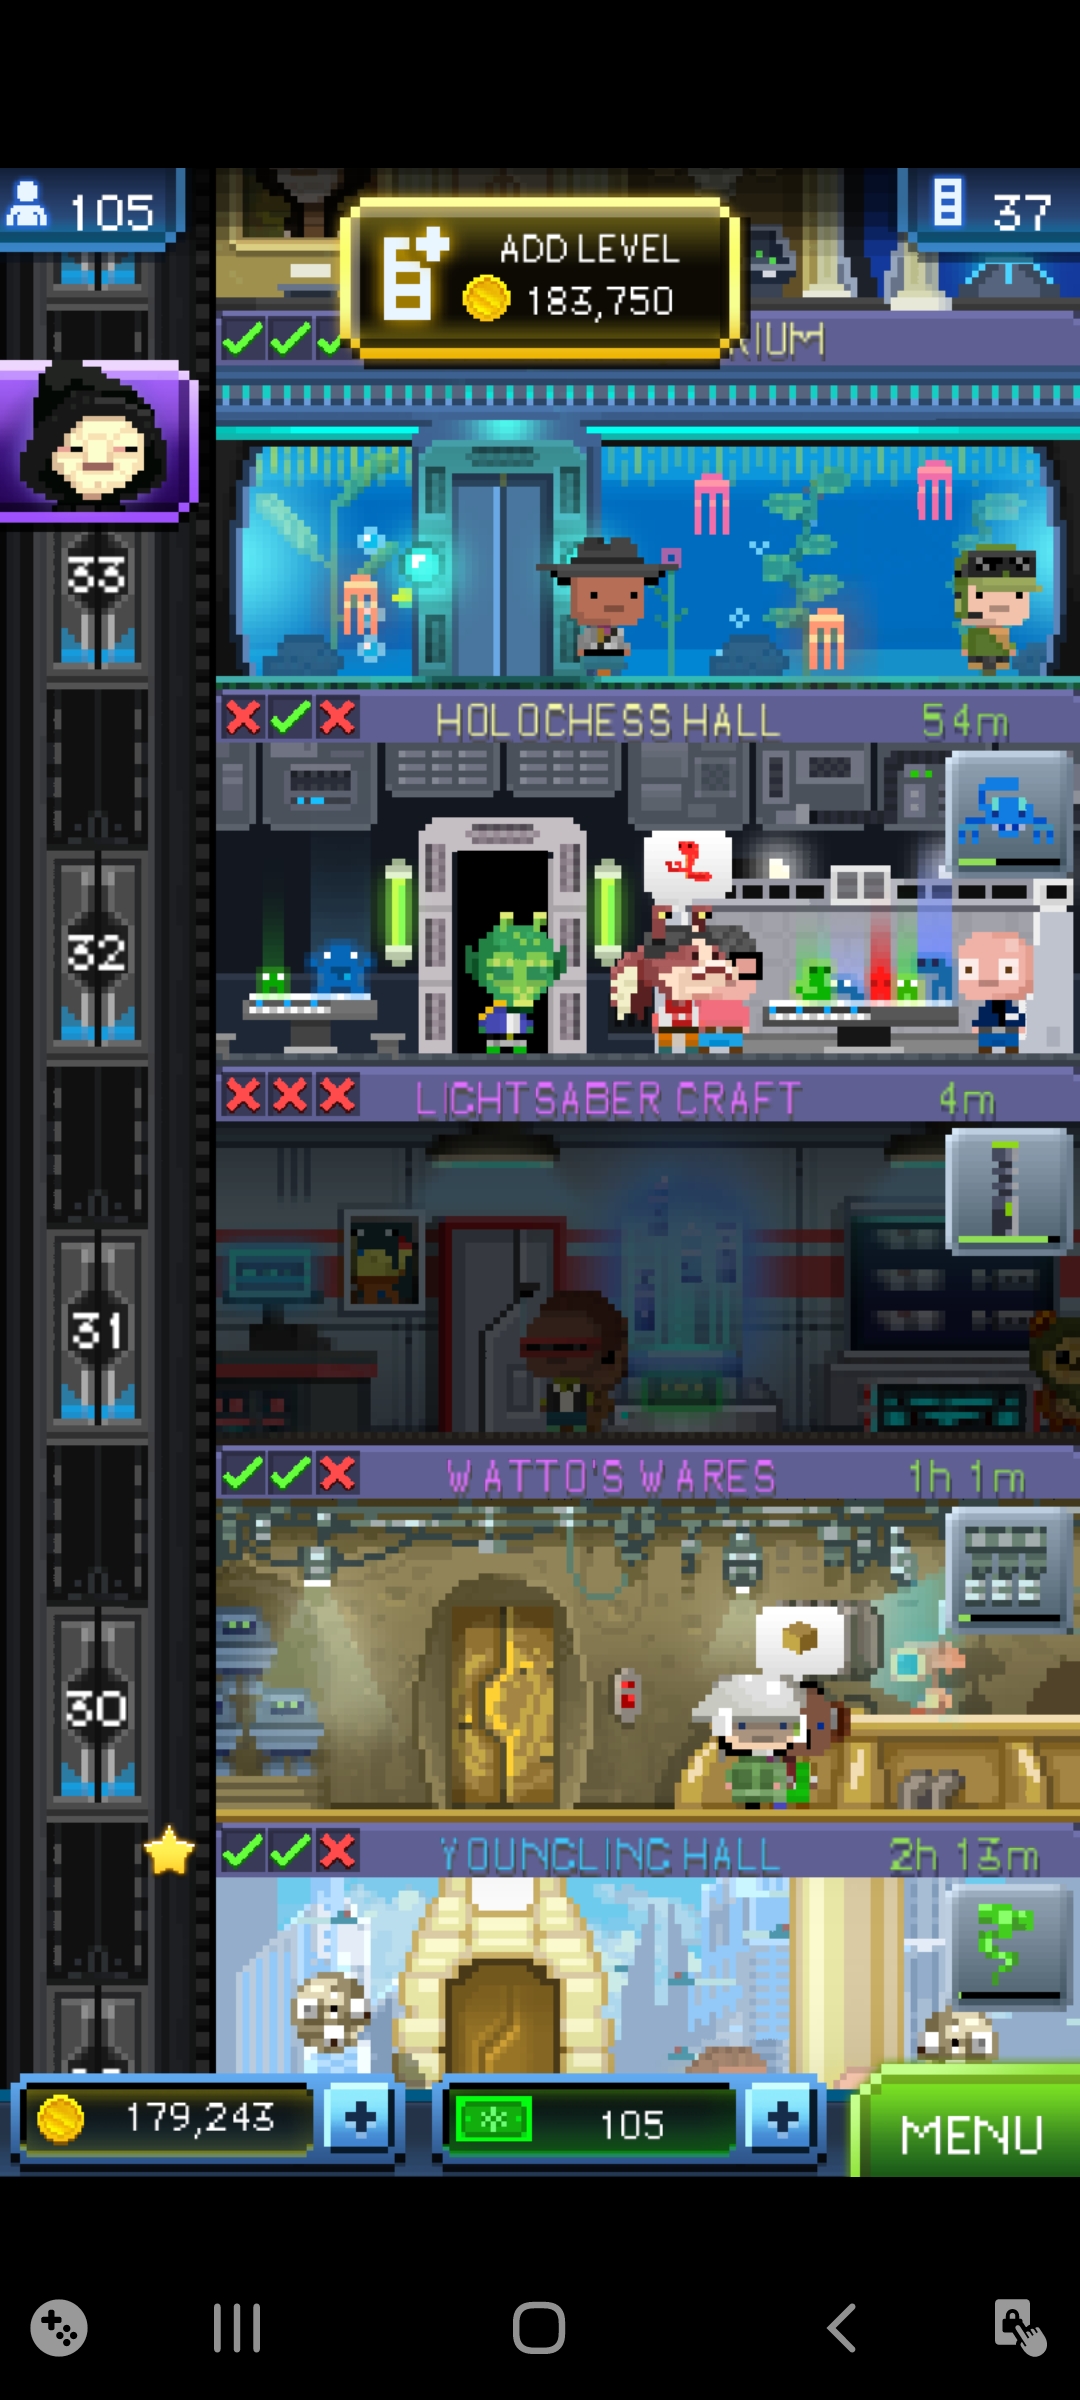 105
ADD LEVEL
183,750
37
33
HOLOCHESS HALL
54m
32
LIGHTSABER CRAFT
4m
31
WATTO'S WARES
1h 1m
30
YOUNGLING HALL
2h 13m
179,243
105
MENU